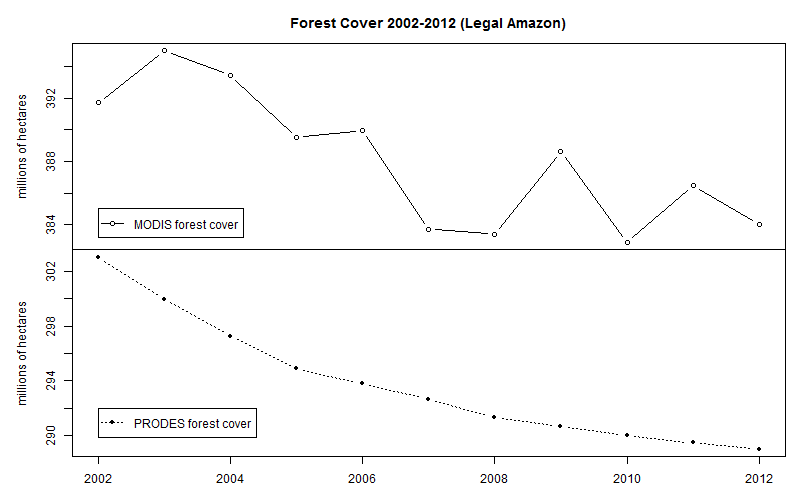 Forest Cover 2002-2012 (Legal Amazon)
millions of hectares
392
388
384
MODIS forest cover
millions of hectares
302
298
294
290
PRODES forest cover
2002 2004 2006 2008 2010 2012